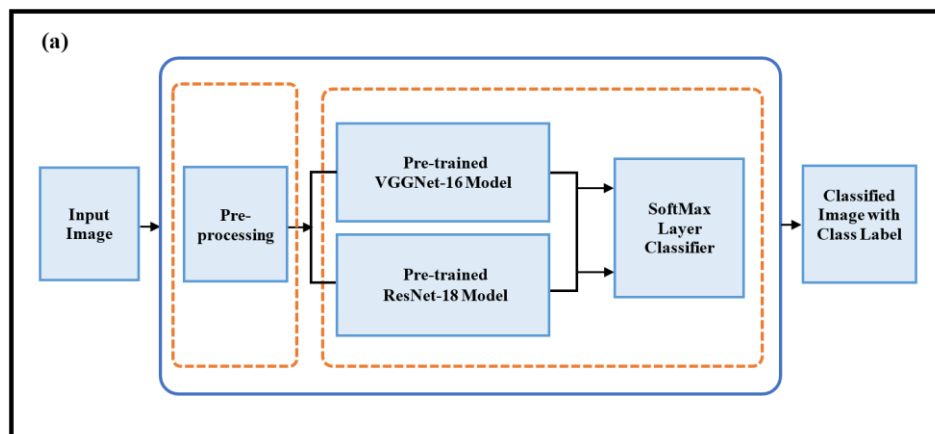 (a)
Input
Image
Pre-
processing
Pre-trained
VGGNet-16 Model
Pre-trained
ResNet-18 Model
SoftMax
Layer
Classifier
Classified
Image with
Class Label